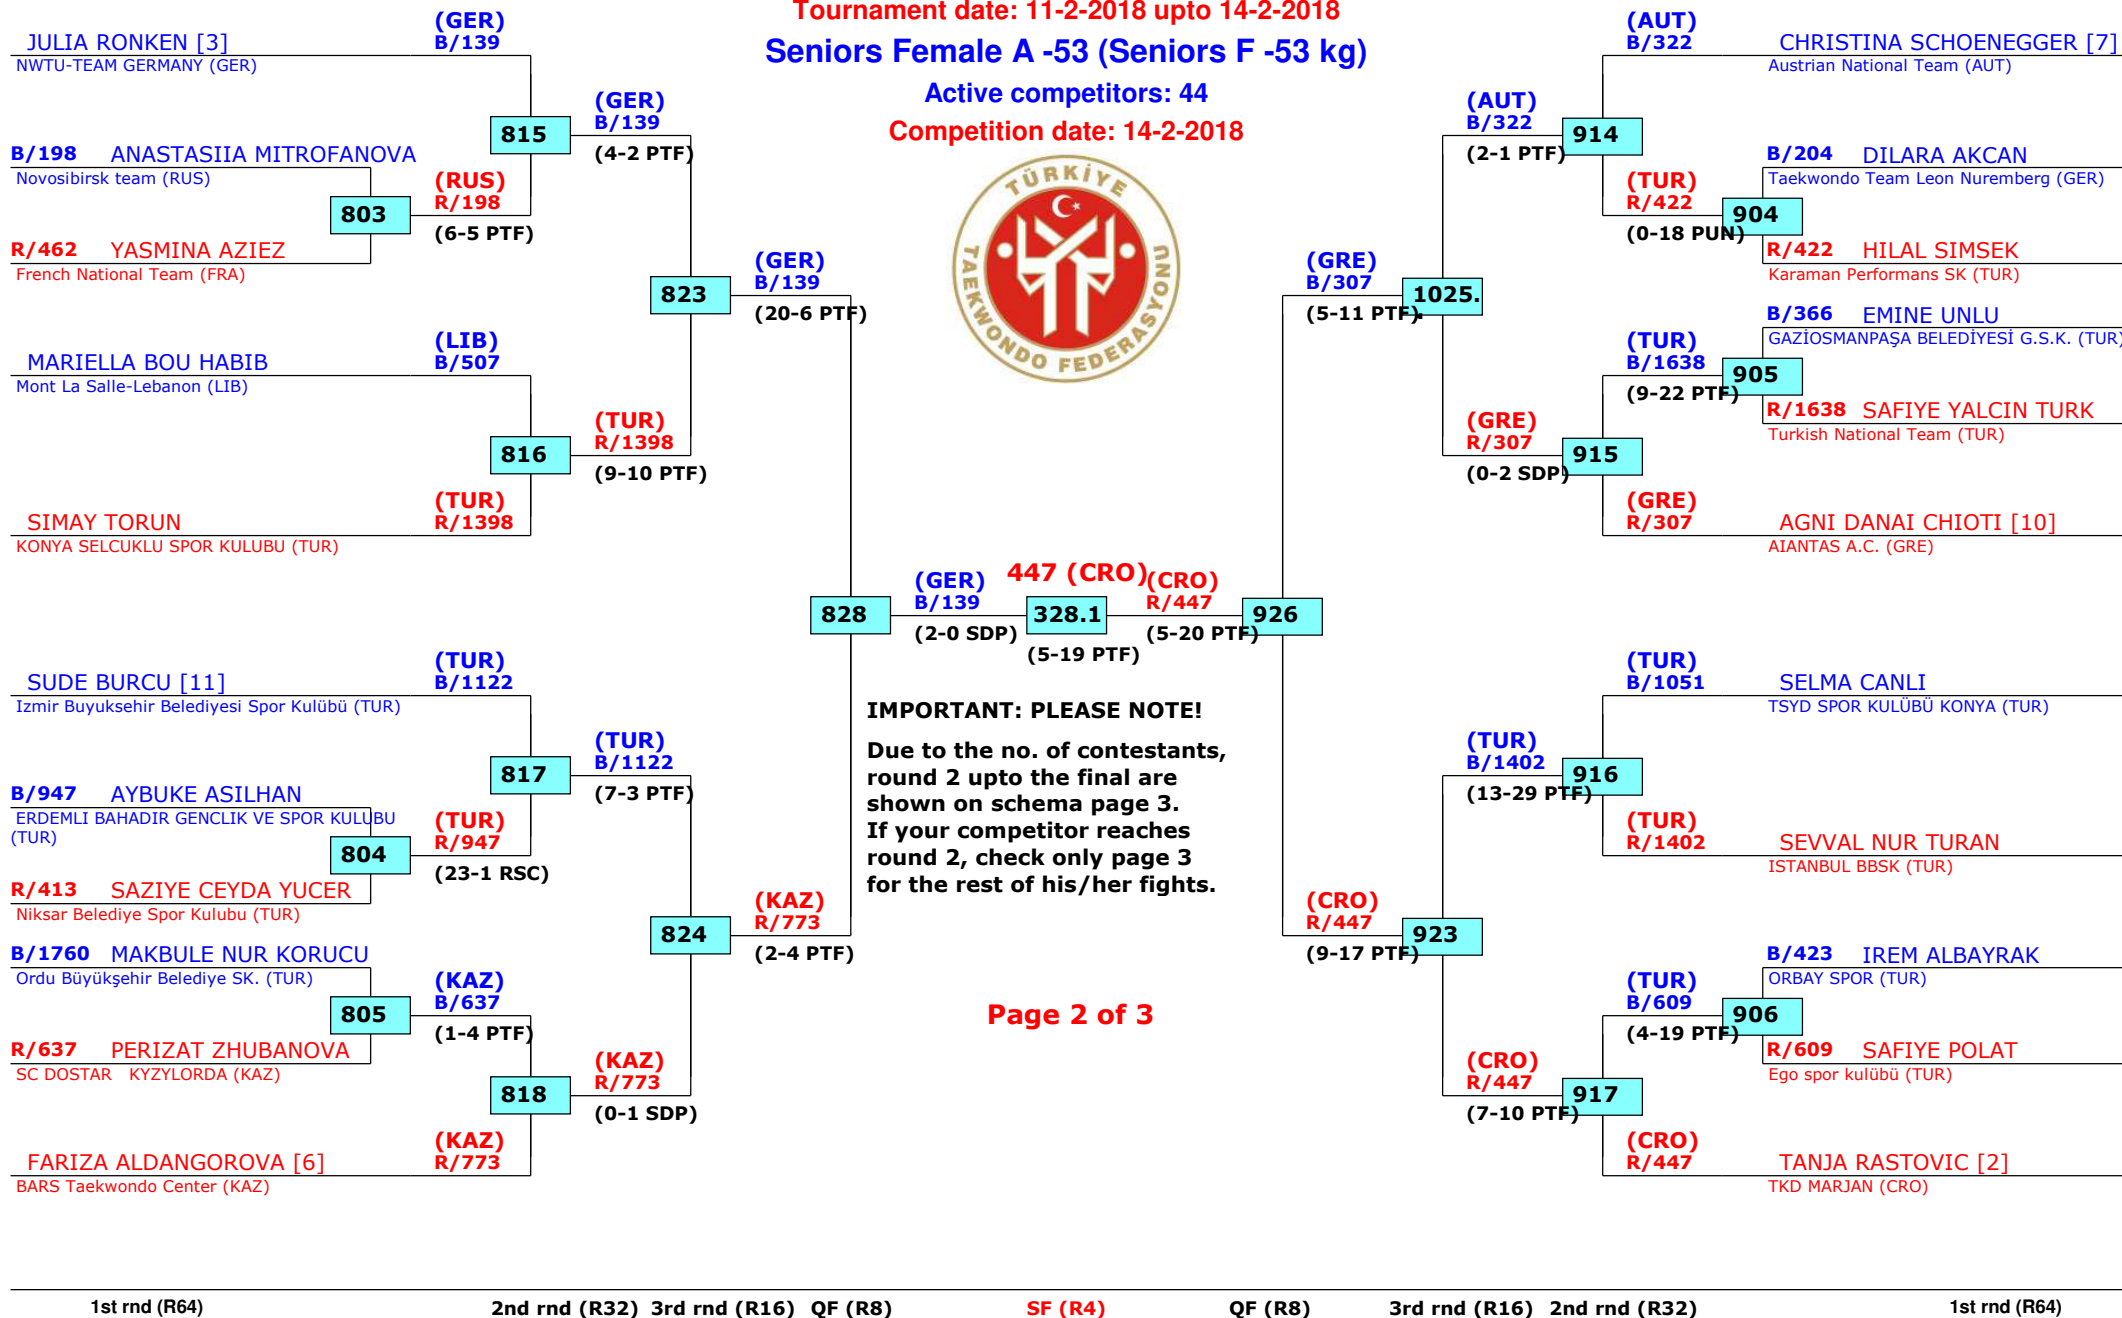 Tournament date: 11-2-2018 upto 14-2-2018
Seniors Female A -53 (Seniors F -53 kg)
Active competitors: 44
Competition date: 14-2-2018
TÜRKİYE
TAEKWONDO FEDERASYONU
JULIA RONKEN [3]
NWTU-TEAM GERMANY (GER)
(GER)
B/139
B/198 ANASTASIIA MITROFANOVA
Novosibirsk team (RUS)
803
R/462 YASMINA AZIEZ
French National Team (FRA)
(RUS)
R/198
(6-5 PTF)
815
(GER)
B/139
(4-2 PTF)
MARIELLA BOU HABIB
Mont La Salle-Lebanon (LIB)
(LIB)
B/507
816
SIMAY TORUN
KONYA SELCUKLU SPOR KULUBU (TUR)
(TUR)
R/1398
(TUR)
R/1398
(9-10 PTF)
823
(GER)
B/139
(20-6 PTF)
SUDE BURCU [11]
Izmir Buyuksehir Belediyesi Spor Kulübü (TUR)
(TUR)
B/1122
B/947 AYBUKE ASILHAN
ERDEMLI BAHADIR GENCLIK VE SPOR KULUBU
(TUR)
804
R/413 SAZIYE CEYDA YUCER
Niksar Belediye Spor Kulubu (TUR)
(TUR)
R/947
(23-1 RSC)
817
(TUR)
B/1122
(7-3 PTF)
B/1760 MAKBULE NUR KORUCU
Ordu Büyükşehir Belediye SK. (TUR)
805
R/637 PERIZAT ZHUBANOVA
SC DOSTAR KYZYLORDA (KAZ)
(KAZ)
B/637
(1-4 PTF)
818
FARIZA ALDANGOROVA [6]
BARS Taekwondo Center (KAZ)
(KAZ)
R/773
(KAZ)
R/773
(0-1 SDP)
824
(KAZ)
R/773
(2-4 PTF)
828
(GER)
B/139
(2-0 SDP)
447 (CRO)
328.1
(5-19 PTF)
(CRO)
R/447
(5-20 PTF)
926
IMPORTANT: PLEASE NOTE!
Due to the no. of contestants,
round 2 upto the final are
shown on schema page 3.
If your competitor reaches
round 2, check only page 3
for the rest of his/her fights.
Page 2 of 3
(GRE)
B/307
(5-11 PTF).
1025.
(AUT)
B/322
(2-1 PTF)
914
(AUT)
B/322
CHRISTINA SCHOENEGGER [7]
Austrian National Team (AUT)
(TUR)
R/422
(0-18 PUN)
904
B/204 DILARA AKCAN
Taekwondo Team Leon Nuremberg (GER)
R/422 HILAL SIMSEK
Karaman Performans SK (TUR)
(GRE)
R/307
(0-2 SDP)
915
(TUR)
B/1638
(9-22 PTF)
905
B/366 EMINE UNLU
GAZİOSMANPAŞA BELEDİYESİ G.S.K. (TUR)
R/1638 SAFIYE YALCIN TURK
Turkish National Team (TUR)
(GRE)
R/307
AGNI DANAI CHIOTI [10]
AIANTAS A.C. (GRE)
(CRO)
R/447
(9-17 PTF)
923
(TUR)
B/1402
(13-29 PTF)
916
(TUR)
B/1051
SELMA CANLI
TSYD SPOR KULÜBÜ KONYA (TUR)
(TUR)
R/1402
SEVVAL NUR TURAN
ISTANBUL BBSK (TUR)
(CRO)
R/447
(7-10 PTF)
917
(TUR)
B/609
(4-19 PTF)
906
B/423 IREM ALBAYRAK
ORBAY SPOR (TUR)
R/609 SAFIYE POLAT
Ego spor kulübü (TUR)
(CRO)
R/447
TANJA RASTOVIC [2]
TKD MARJAN (CRO)
1st rnd (R64) 2nd rnd (R32) 3rd rnd (R16) QF (R8) SF (R4) QF (R8) 3rd rnd (R16) 2nd rnd (R32) 1st rnd (R64)